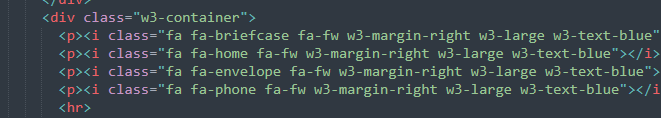 </div>
<div class="w3-container">
<p><i class="fa fa-briefcase fa-fw w3-margin-right w3-large w3-text-blue"
<p><i class="fa fa-home fa-fw w3-margin-right w3-large w3-text-blue"></i
<p><i class="fa fa-envelope fa-fw w3-margin-right w3-large w3-text-blue">
<p><i class="fa fa-phone fa-fw w3-margin-right w3-large w3-text-blue"></i
<hr>